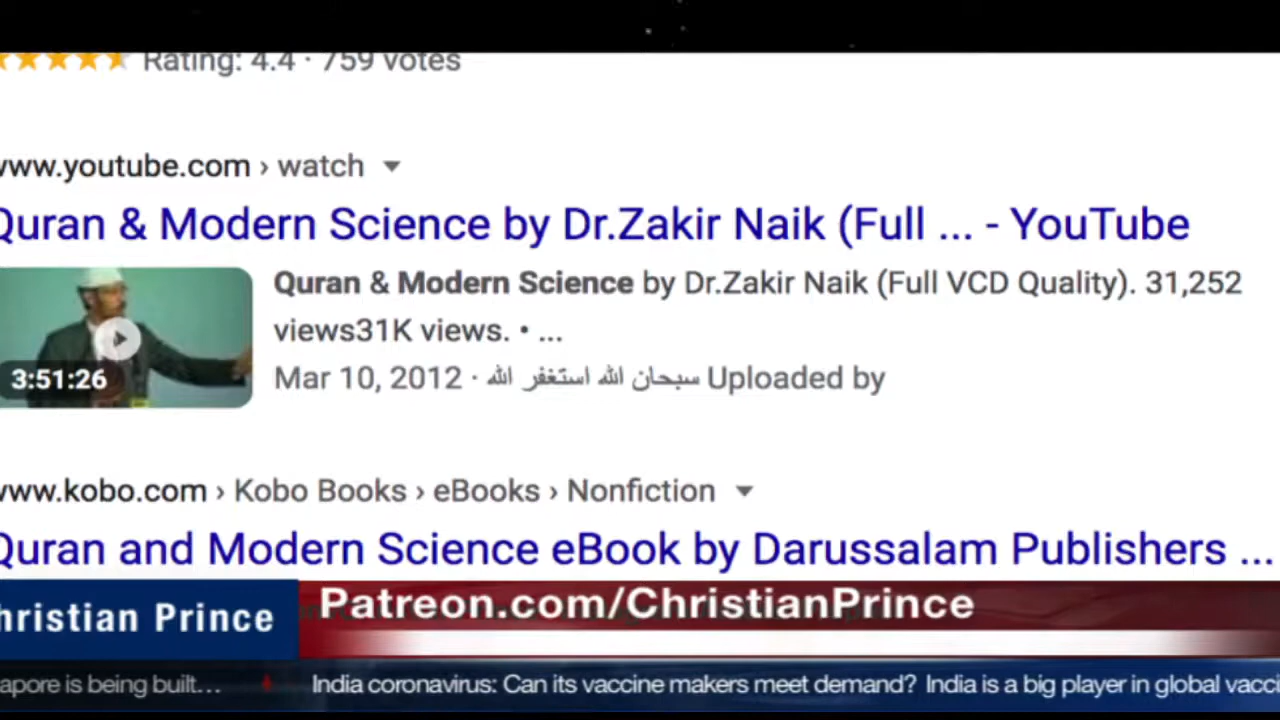 Rating: 4.4 · 759 votes
www.youtube.com › watch
Quran & Modern Science by Dr.Zakir Naik (Full ... - YouTube
Quran & Modern Science by Dr.Zakir Naik (Full VCD Quality). 31,252
views31K views. • ...
3:51:26
Mar 10, 2012 · سبحان الله استغفر الله Uploaded by
www.kobo.com › Kobo Books › eBooks › Nonfiction
Quran and Modern Science eBook by Darussalam Publishers ...
hristian Prince
Patreon.com/ChristianPrince
apore is being built... India coronavirus: Can its vaccine makers meet demand? India is a big player in global vacci